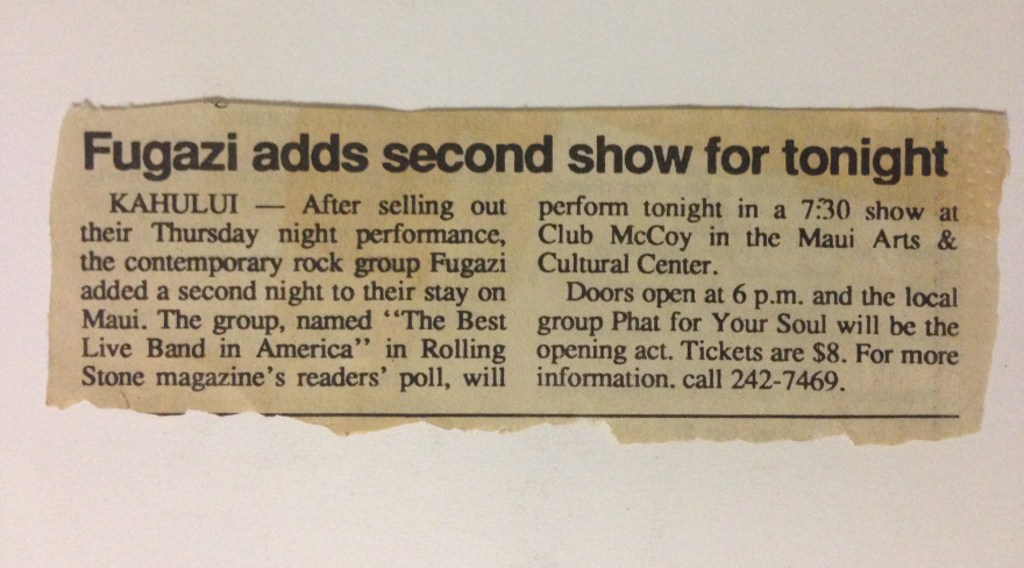 Fugazi adds second show for tonight
KAHULUI — After selling out
their Thursday night performance,
the contemporary rock group Fugazi
added a second night to their stay on
Maui. The group, named “The Best
Live Band in America” in Rolling
Stone magazine’s readers’ poll, will
perform tonight in a 7:30 show at
Club McCoy in the Maui Arts &
Cultural Center.
Doors open at 6 p.m. and the local
group Phat for Your Soul will be the
opening act. Tickets are $8. For more
information. call 242-7469.